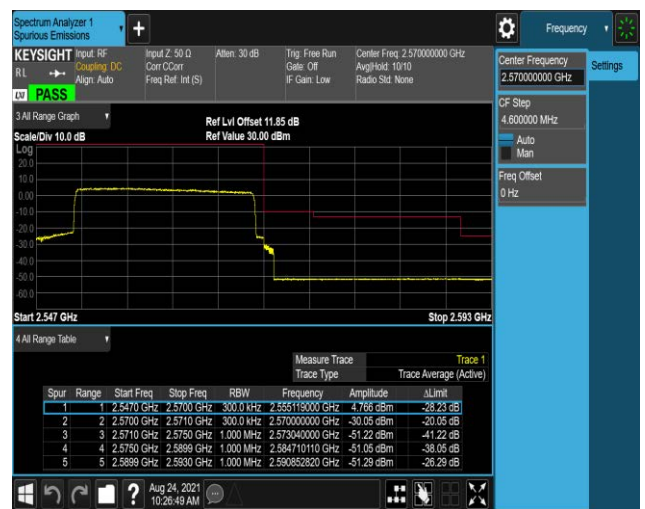 Spectrum Analyzer 1
Spurious Emissions
+
Frequency
KEYSIGHT
RL
Input: RF
Coupling: DC
Align: Auto
Input Z: 50 Ω
Corr CCorr
Freq Ref: Int (S)
Atten: 30 dB
Trig: Free Run
Gate: Off
IF Gain: Low
Center Freq: 2.570000000 GHz
Avg|Hold: 10/10
Radio Std: None
LXI PASS
Center Frequency
2.570000000 GHz
Settings
CF Step
4.600000 MHz
Auto
Man
Freq Offset
0 Hz
3 All Range Graph
Ref Lvl Offset 11.85 dB
Scale/Div 10.0 dB
Ref Value 30.00 dBm
Log
20.0
10.0
0.00
-10.0
-20.0
-30.0
-40.0
-50.0
-60.0
Start 2.547 GHz
Stop 2.593 GHz
4 All Range Table
Measure Trace Trace 1
Trace Type Trace Average (Active)
Spur Range Start Freq Stop Freq RBW Frequency Amplitude ΔLimit
1 1 2.5470 GHz 2.5700 GHz 300.0 kHz 2.555119000 GHz 4.766 dBm -28.23 dB
2 2 2.5700 GHz 2.5710 GHz 300.0 kHz 2.570000000 GHz -30.05 dBm -20.05 dB
3 3 2.5710 GHz 2.5750 GHz 1.000 MHz 2.573040000 GHz -51.22 dBm -41.22 dB
4 4 2.5750 GHz 2.5899 GHz 1.000 MHz 2.584710110 GHz -51.05 dBm -38.05 dB
5 5 2.5899 GHz 2.5930 GHz 1.000 MHz 2.590852820 GHz -51.29 dBm -26.29 dB
?
Aug 24, 2021
10:26:49 AM